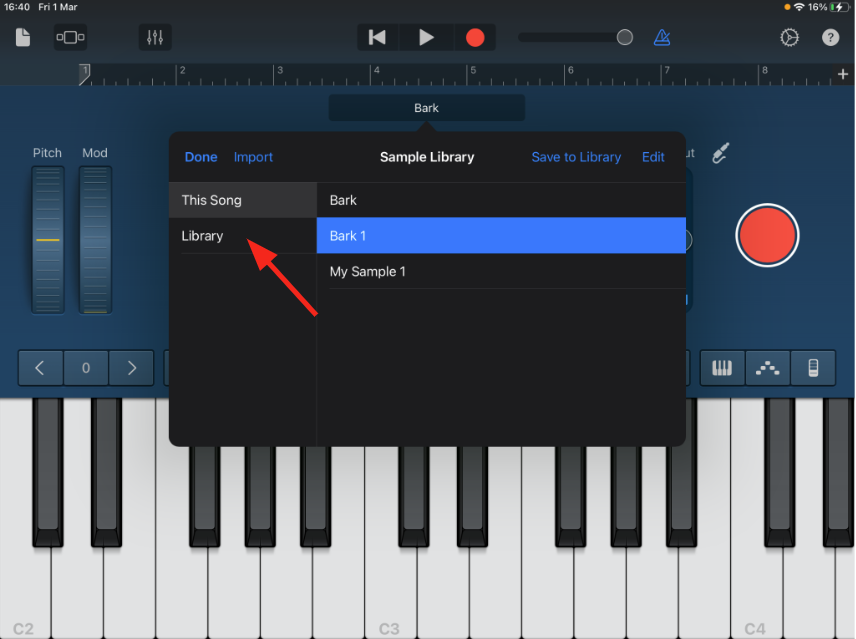 16:40 Fri 1 Mar
16%
?
1 2 3 4 5 6 7 8 +
Bark
Pitch Mod
Done Import Sample Library Save to Library Edit
This Song
Library
Bark
Bark 1
My Sample 1
0
C2 C3 C4